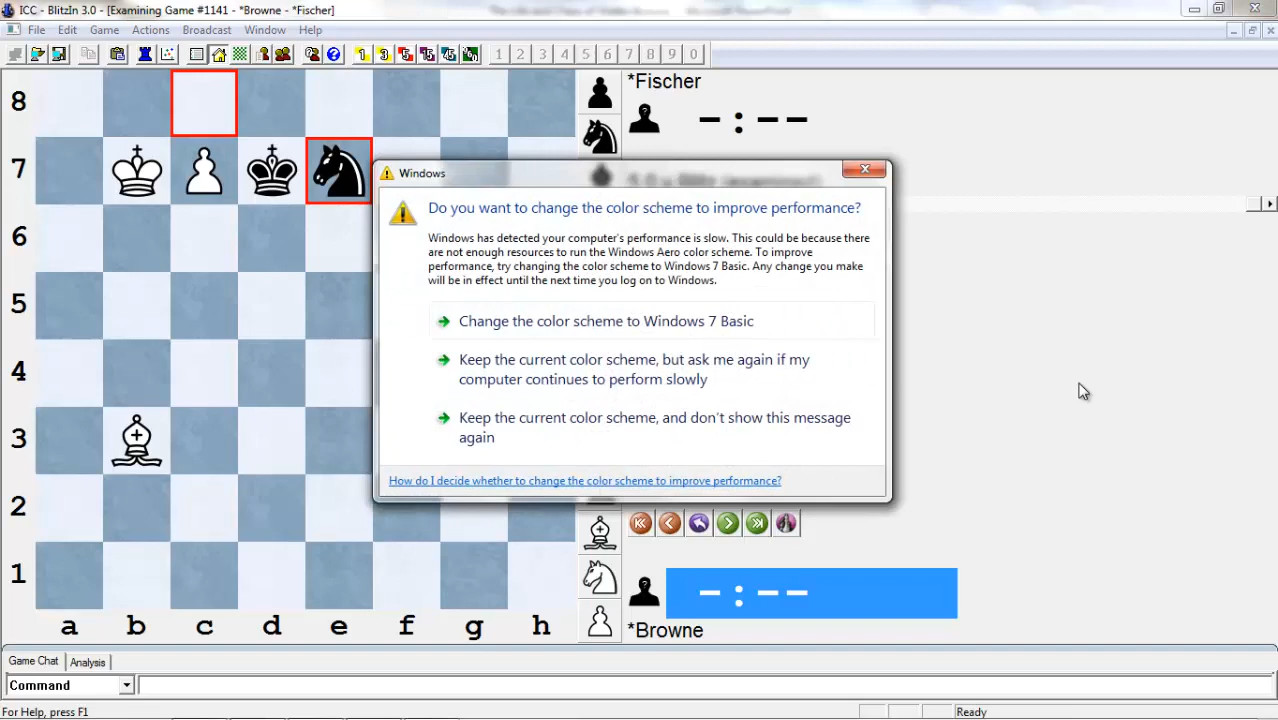 ICC - BlitzIn 3.0 - [Examining Game #1141 - *Browne - *Fischer]
File Edit Game Actions Broadcast Window Help
1 3 5 15 45
1 2 3 4 5 6 7 8 9 0
*Fischer
- : - -
8
7
6
5
4
3
2
1
a b c d e f g h
Windows
Do you want to change the color scheme to improve performance?
Windows has detected your computer's performance is slow. This could be because there
are not enough resources to run the Windows Aero color scheme. To improve
performance, try changing the color scheme to Windows 7 Basic. Any change you make
will be in effect until the next time you log on to Windows.
Change the color scheme to Windows 7 Basic
Keep the current color scheme, but ask me again if my
computer continues to perform slowly
Keep the current color scheme, and don't show this message
again
How do I decide whether to change the color scheme to improve performance?
- : - -
*Browne
Game Chat Analysis
Command
For Help, press F1
Ready